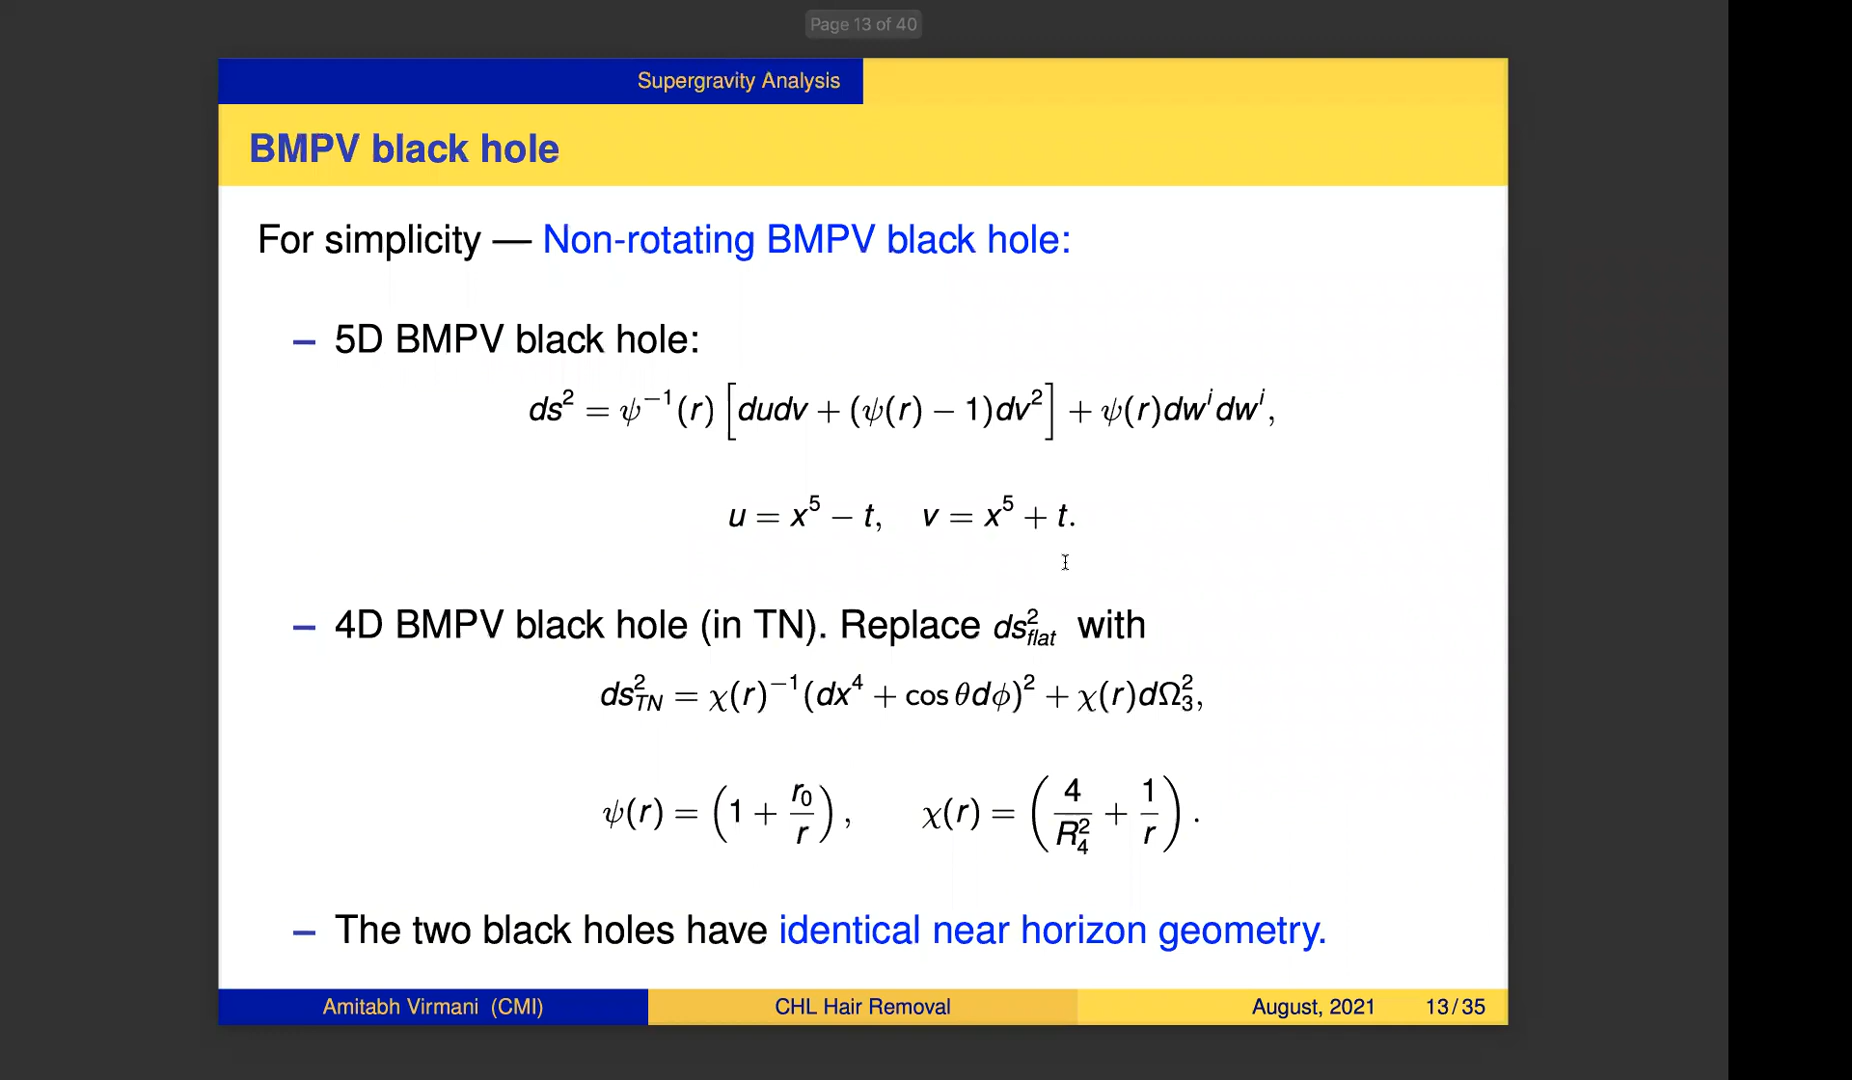 Page 13 of 40
Supergravity Analysis
BMPV black hole
For simplicity — Non-rotating BMPV black hole:
– 5D BMPV black hole:
ds² = ψ⁻¹(r) [dudv + (ψ(r) − 1)dv²] + ψ(r)dwⁱdwⁱ,
u = x⁵ − t, v = x⁵ + t.
– 4D BMPV black hole (in TN). Replace ds²_flat with
ds²_TN = χ(r)⁻¹(dx⁴ + cos θdϕ)² + χ(r)dΩ²₃,
ψ(r) = (1 + r₀/r), χ(r) = (4/R₄² + 1/r).
– The two black holes have identical near horizon geometry.
Amitabh Virmani (CMI) CHL Hair Removal August, 2021 13/35